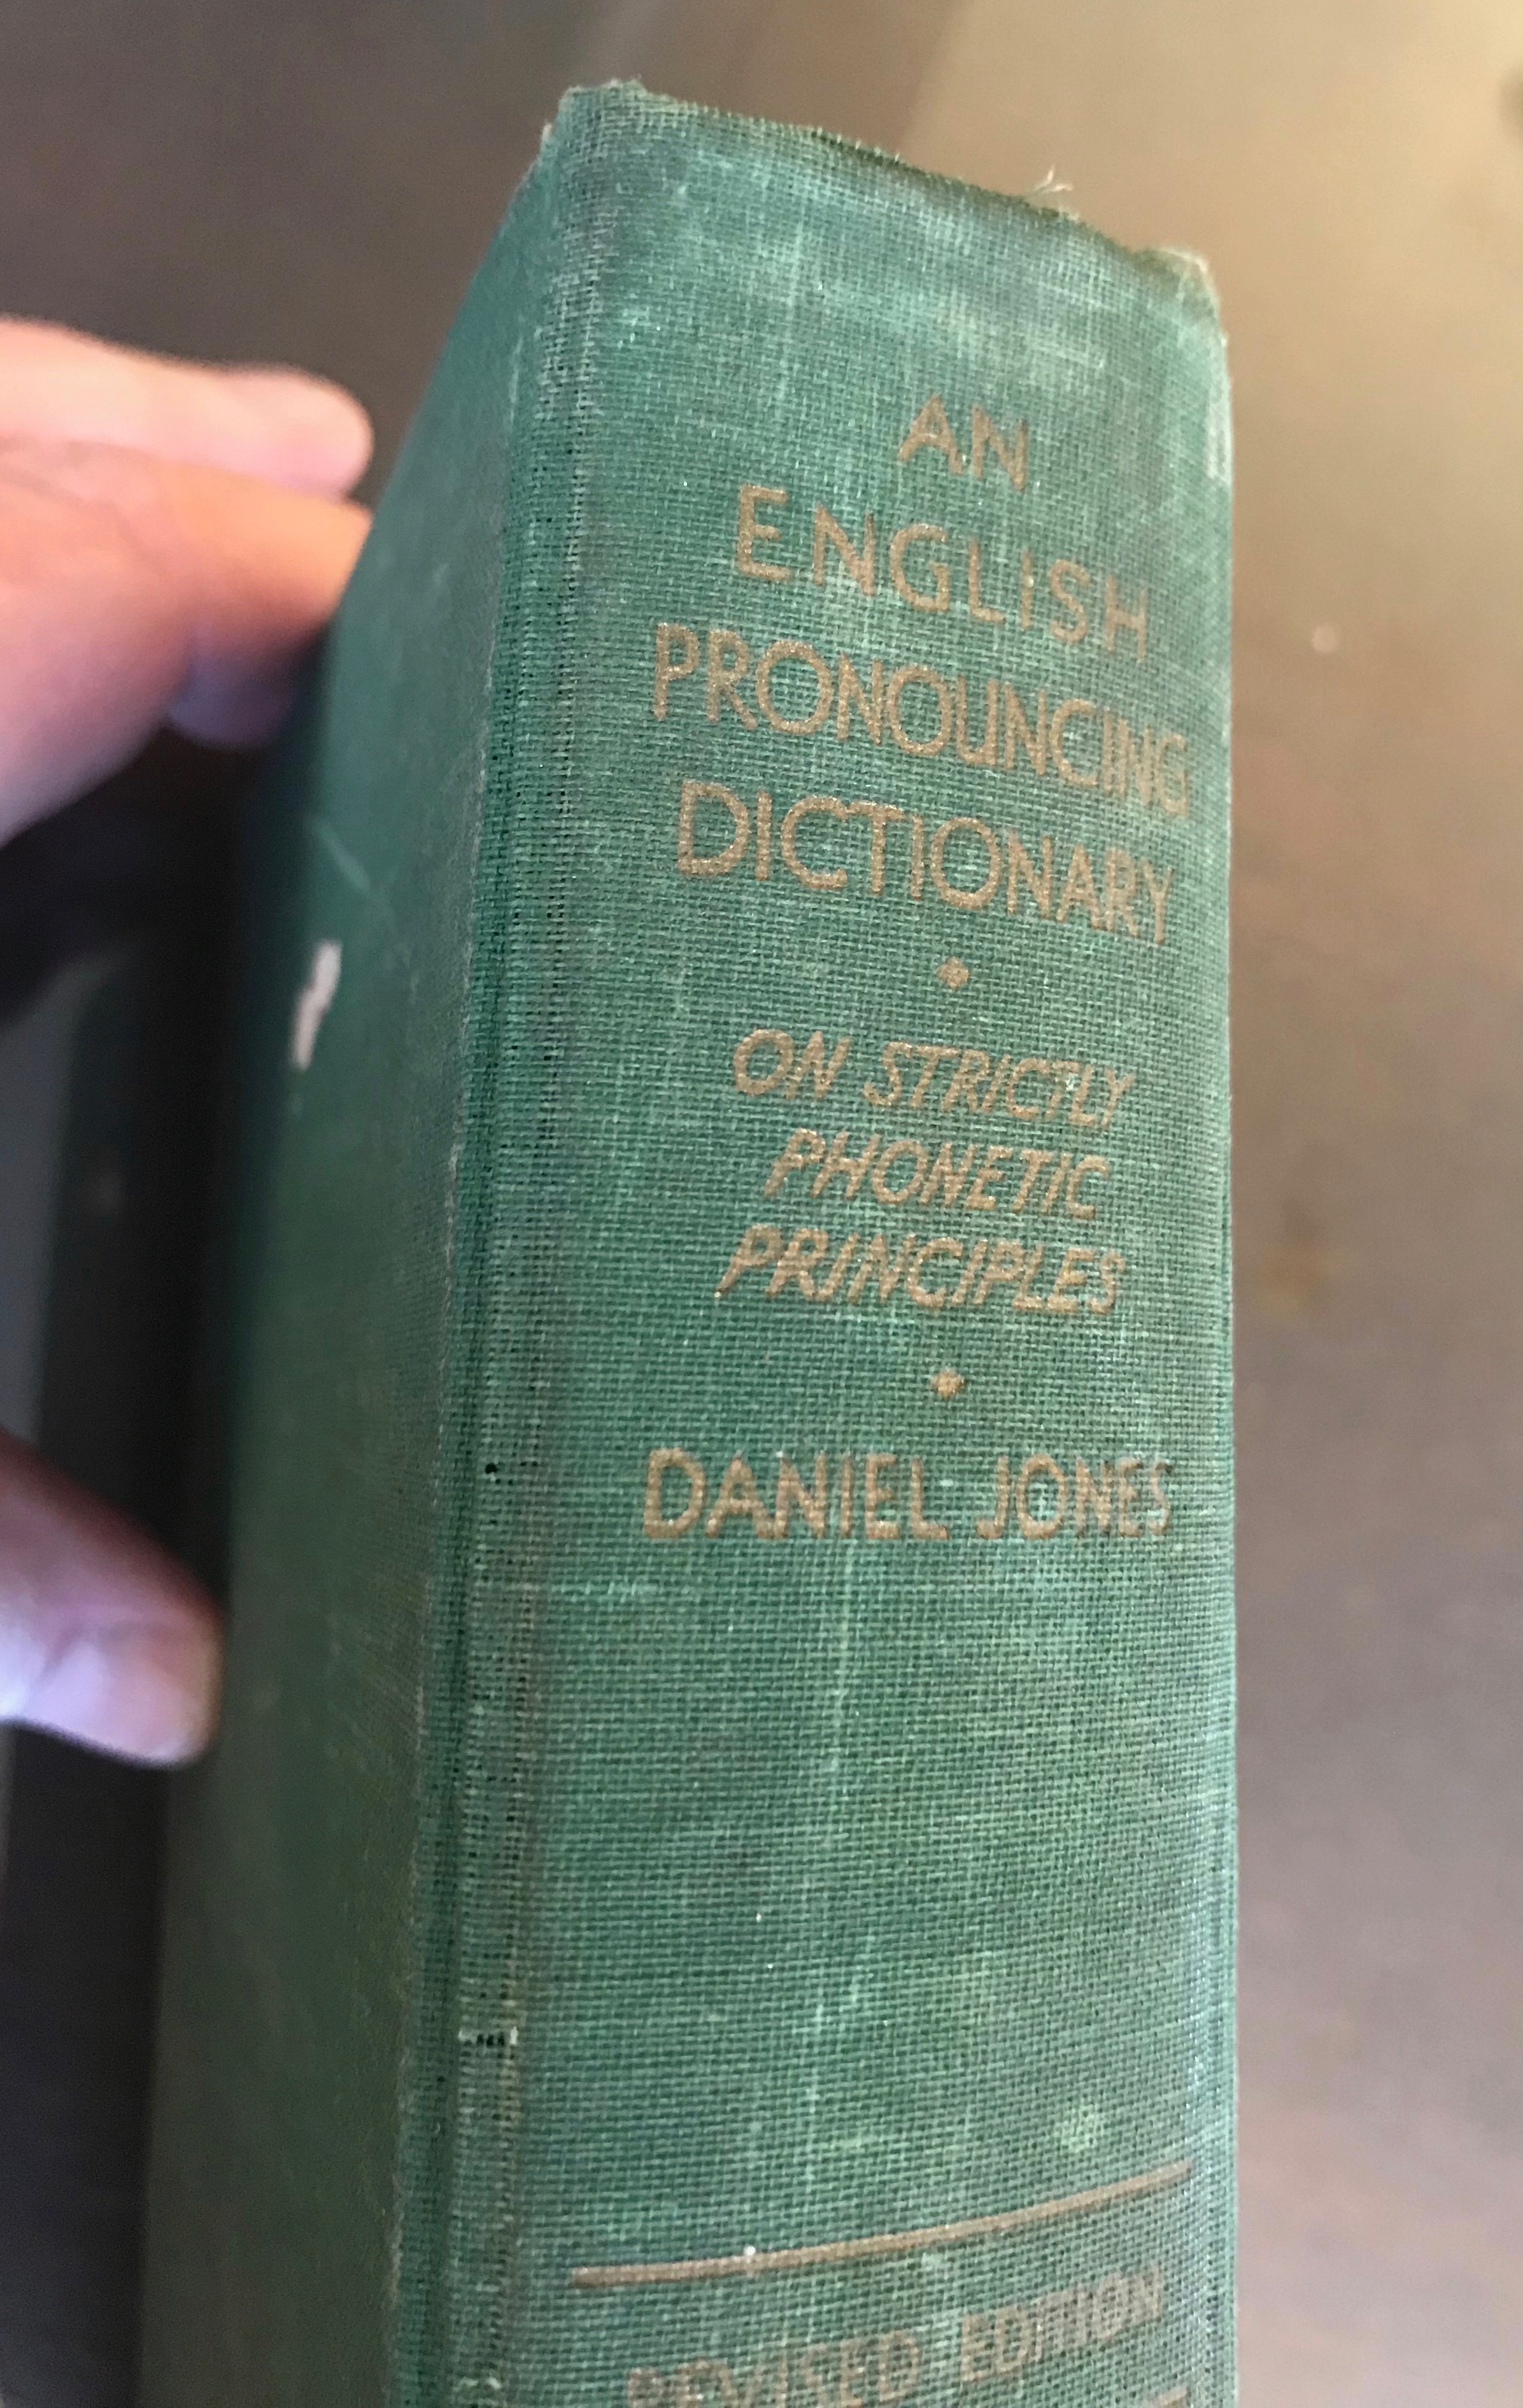 AN
ENGLISH
PRONOUNCING
DICTIONARY
ON STRICTLY
PHONETIC
PRINCIPLES
DANIEL JONES
REVISED EDITION